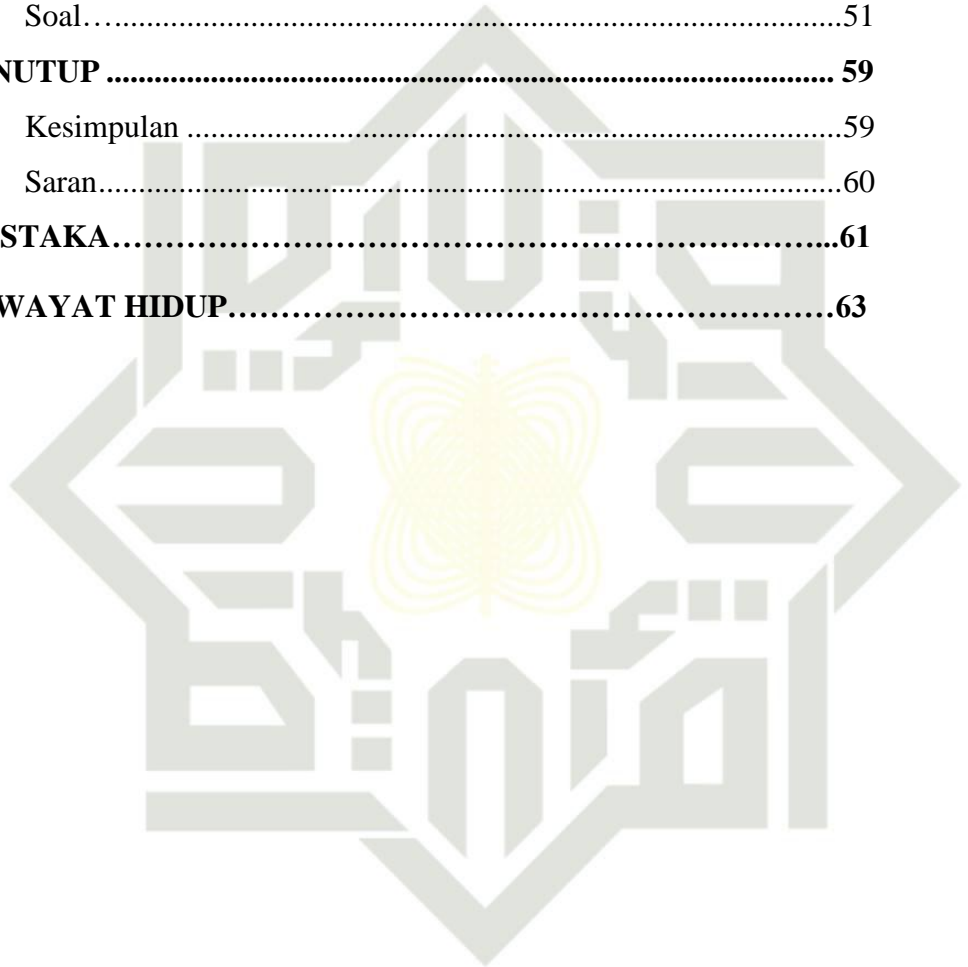 Soal….............................................................................................51
NUTUP ............................................................................................. 59
Kesimpulan ...................................................................................59
Saran..............................................................................................60
STAKA…………………………………………………………...61
WAYAT HIDUP…………………………………………………63